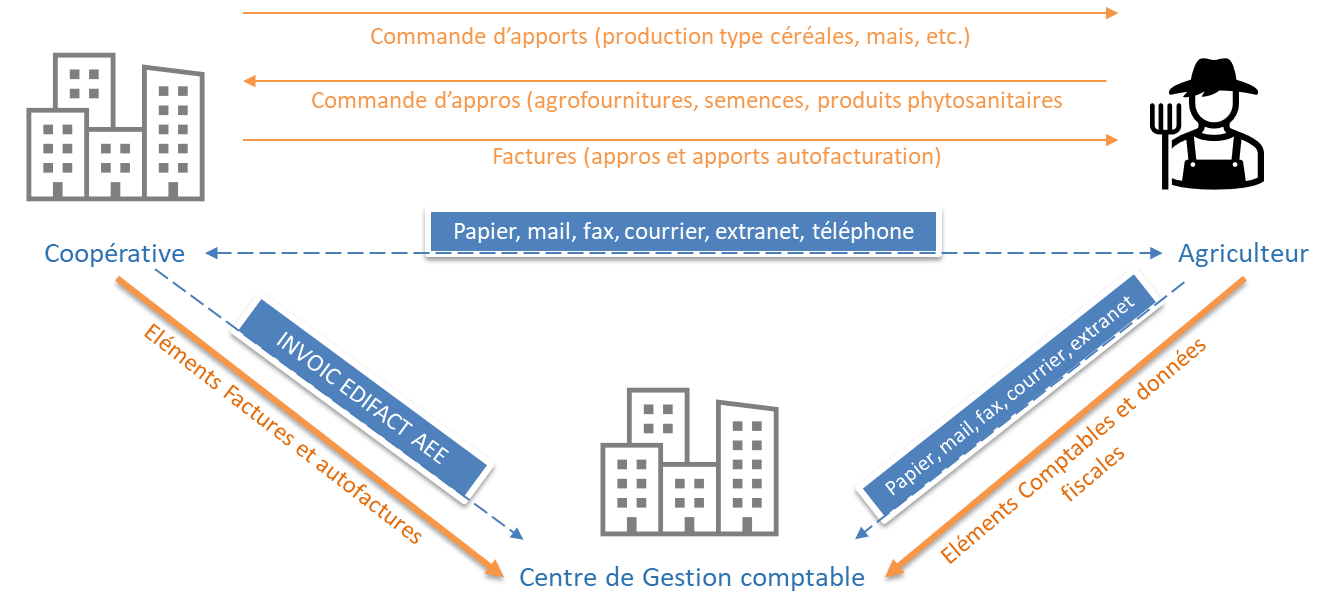 Commande d’apports (production type céréales, mais, etc.)
Commande d’appros (agrofournitures, semences, produits phytosanitaires
Factures (appros et apports autofacturation)
Papier, mail, fax, courrier, extranet, téléphone
Coopérative
Agriculteur
INVOIC EDIFACT AEE
Eléments Factures et autofactures
Papier, mail, fax, courrier, extranet
Eléments Comptables et données
fiscales
Centre de Gestion comptable